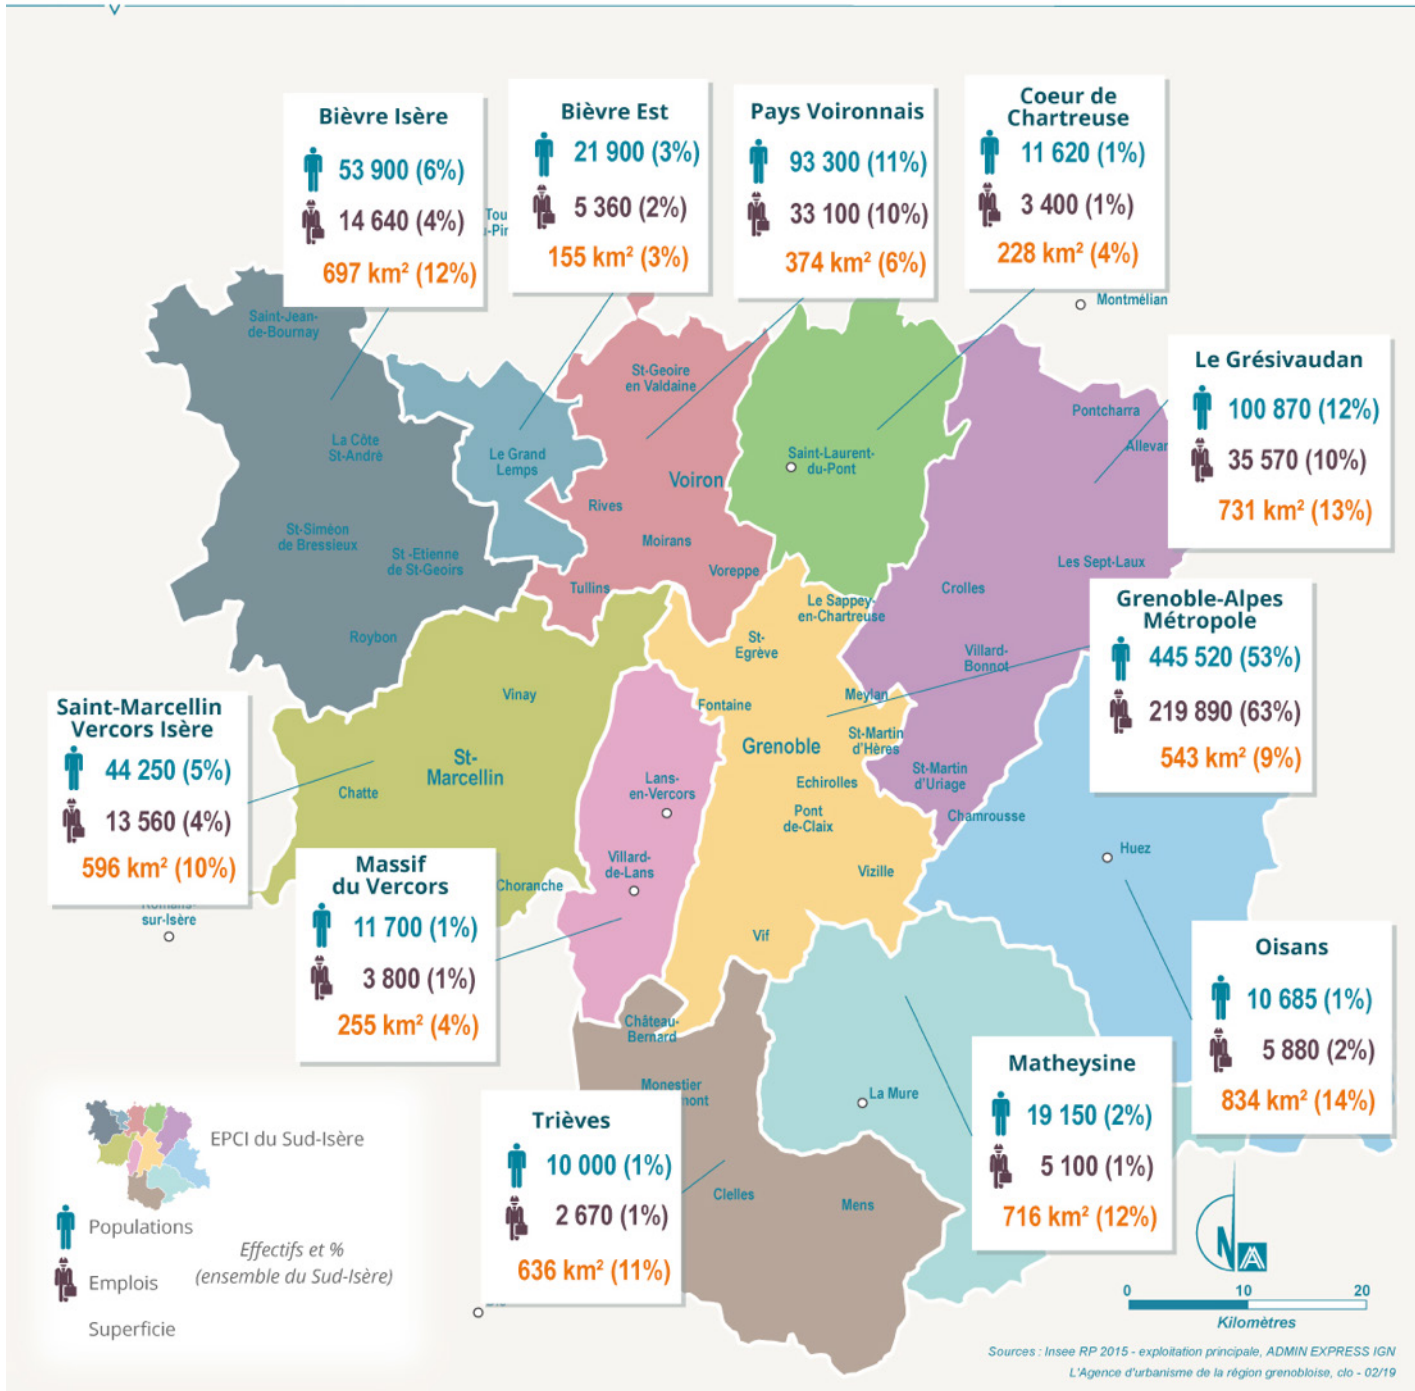 Bièvre Isère
53 900 (6%)
14 640 (4%)
697 km² (12%)
Bièvre Est
21 900 (3%)
5 360 (2%)
155 km² (3%)
Pays Voironnais
93 300 (11%)
33 100 (10%)
374 km² (6%)
Coeur de
Chartreuse
11 620 (1%)
3 400 (1%)
228 km² (4%)
Montmélian
Le Grésivaudan
100 870 (12%)
35 570 (10%)
731 km² (13%)
Grenoble-Alpes
Métropole
445 520 (53%)
219 890 (63%)
543 km² (9%)
Saint-Jean-
de-Bournay
La Côte
St-André
St-Siméon
de Bressieux
St -Etienne
de St-Geoirs
Roybon
Le Grand
Lemps
St-Geoire
en Valdaine
Voiron
Rives
Moirans
Voreppe
Tullins
Saint-Laurent-
du-Pont
Pontcharra
Allevar
Les Sept-Laux
Crolles
Villard-
Bonnot
Le Sappey-
en-Chartreuse
St-
Egrève
Fontaine
Meylan
Grenoble
St-Martin
d'Hères
Echirolles
Pont
de-Claix
St-Martin
d'Uriage
Chamrousse
Vizille
Vif
Huez
Saint-Marcellin
Vercors Isère
44 250 (5%)
13 560 (4%)
596 km² (10%)
sur-Isère
Vinay
St-
Marcellin
Chatte
Choranche
Lans-
en-Vercors
Villard-
de-Lans
Massif
du Vercors
11 700 (1%)
3 800 (1%)
255 km² (4%)
Oisans
10 685 (1%)
5 880 (2%)
834 km² (14%)
Château-
Bernard
Monestier
La Mure
Clelles
Mens
Matheysine
19 150 (2%)
5 100 (1%)
716 km² (12%)
Trièves
10 000 (1%)
2 670 (1%)
636 km² (11%)
EPCI du Sud-Isère
Populations
Emplois
Superficie
Effectifs et %
(ensemble du Sud-Isère)
N
0 10 20
Kilomètres
Sources : Insee RP 2015 - exploitation principale, ADMIN EXPRESS IGN
L'Agence d'urbanisme de la région grenobloise, clo - 02/19